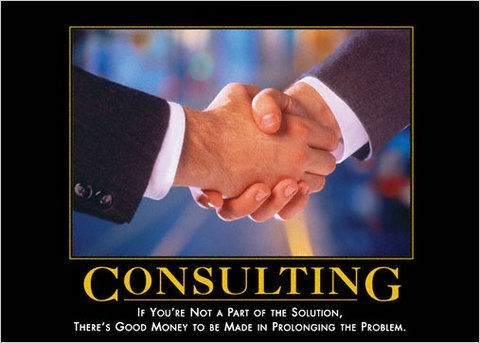 CONSULTING
IF YOU'RE NOT A PART OF THE SOLUTION,
THERE'S GOOD MONEY TO BE MADE IN PROLONGING THE PROBLEM.